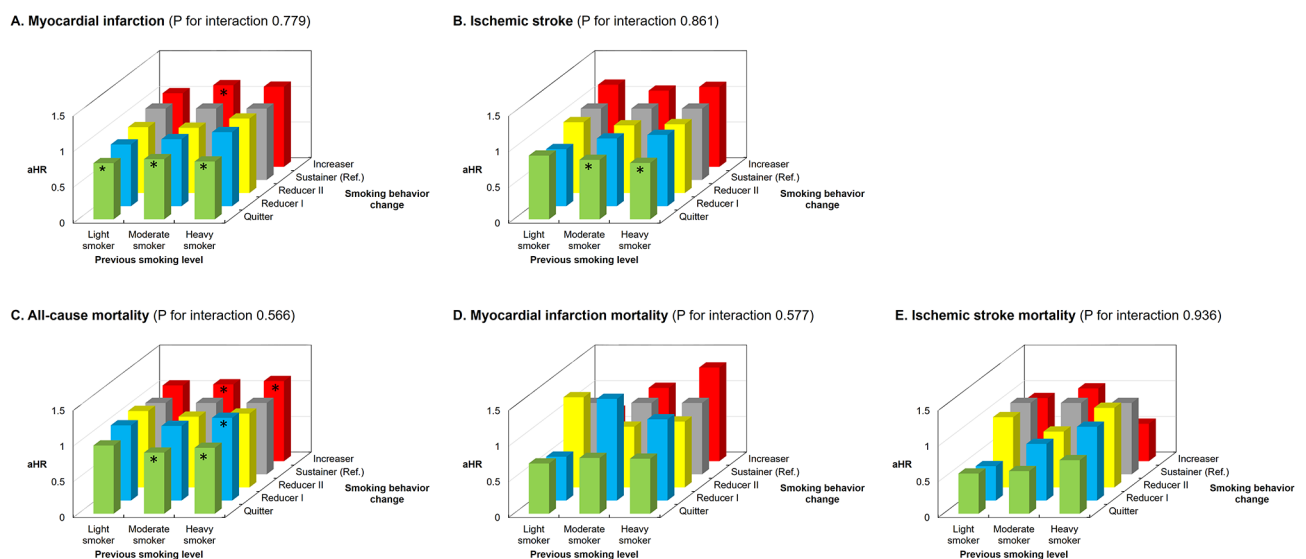 A. Myocardial infarction (P for interaction 0.779)
1.5
1
0.5
0
aHR
*
*
*
*
Light smoker
Moderate smoker
Heavy smoker
Previous smoking level
Increaser
Sustainer (Ref.)
Reducer II
Reducer I
Quitter
Smoking behavior change
B. Ischemic stroke (P for interaction 0.861)
1.5
1
0.5
0
aHR
*
*
Light smoker
Moderate smoker
Heavy smoker
Previous smoking level
Increaser
Sustainer (Ref.)
Reducer II
Reducer I
Quitter
Smoking behavior change
C. All-cause mortality (P for interaction 0.566)
1.5
1
0.5
0
aHR
*
*
*
*
*
Light smoker
Moderate smoker
Heavy smoker
Previous smoking level
Increaser
Sustainer (Ref.)
Reducer II
Reducer I
Quitter
Smoking behavior change
D. Myocardial infarction mortality (P for interaction 0.577)
1.5
1
0.5
0
aHR
Light smoker
Moderate smoker
Heavy smoker
Previous smoking level
Increaser
Sustainer (Ref.)
Reducer II
Reducer I
Quitter
Smoking behavior change
E. Ischemic stroke mortality (P for interaction 0.936)
1.5
1
0.5
0
aHR
Light smoker
Moderate smoker
Heavy smoker
Previous smoking level
Increaser
Sustainer (Ref.)
Reducer II
Reducer I
Quitter
Smoking behavior change